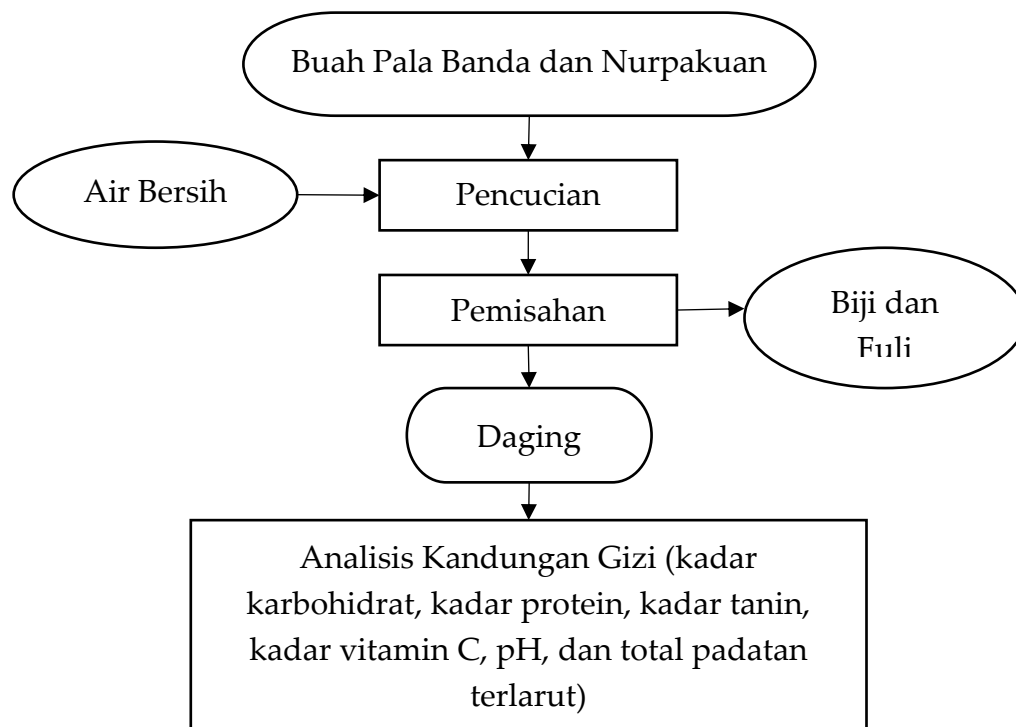 Buah Pala Banda dan Nurpakuan
Air Bersih
Pencucian
Pemisahan
Biji dan
Fuli
Daging
Analisis Kandungan Gizi (kadar
karbohidrat, kadar protein, kadar tanin,
kadar vitamin C, pH, dan total padatan
terlarut)